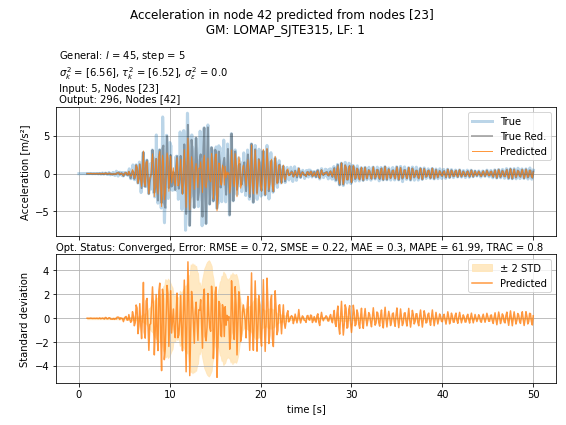 Acceleration in node 42 predicted from nodes [23]
GM: LOMAP_SJTE315, LF: 1
General: l = 45, step = 5
σ²ₖ = [6.56], τ²ₖ = [6.52], σ²ₑ = 0.0
Input: 5, Nodes [23]
Output: 296, Nodes [42]
True
True Red.
Predicted
5
0
−5
Acceleration [m/s²]
Opt. Status: Converged, Error: RMSE = 0.72, SMSE = 0.22, MAE = 0.3, MAPE = 61.99, TRAC = 0.8
± 2 STD
Predicted
4
2
0
−2
−4
Standard deviation
0 10 20 30 40 50
time [s]